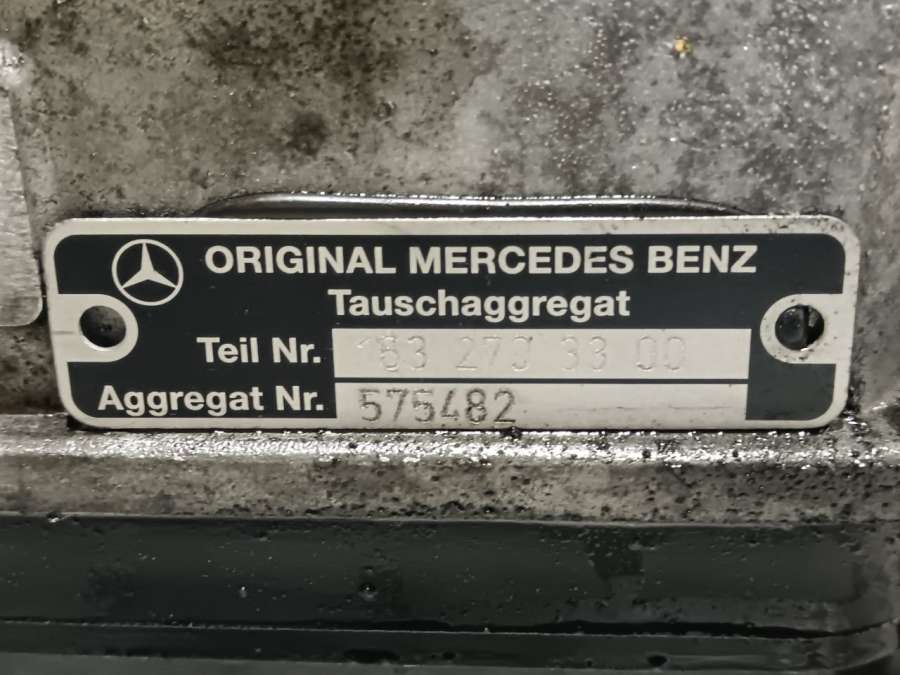 ORIGINAL MERCEDES BENZ
Tauschaggregat
Teil Nr. 163 270 33 00
Aggregat Nr. 575482